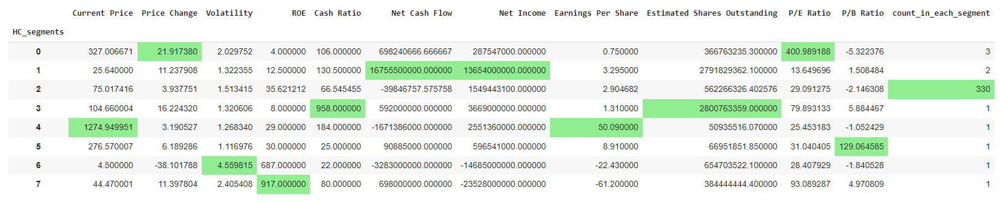 Current Price Price Change Volatility ROE Cash Ratio Net Cash Flow Net Income Earnings Per Share Estimated Shares Outstanding P/E Ratio P/B Ratio count_in_each_segment
HC_segments
0 327.006671 21.917380 2.029752 4.000000 106.000000 698240666.666667 287547000.000000 0.750000 366763235.300000 400.989188 -5.322376 3
1 25.640000 11.237908 1.322355 12.500000 130.500000 16755500000.000000 13654000000.000000 3.295000 2791829362.100000 13.649696 1.508484 2
2 75.017416 3.937751 1.513415 35.621212 66.545455 -39846757.575758 1549443100.000000 2.904682 562266326.402576 29.091275 -2.146308 330
3 104.660004 16.224320 1.320606 8.000000 958.000000 592000000.000000 3669000000.000000 1.310000 2800763359.000000 79.893133 5.884467 1
4 1274.949951 3.190527 1.268340 29.000000 184.000000 -1671386000.000000 2551360000.000000 50.090000 50935516.070000 25.453183 -1.052429 1
5 276.570007 6.189286 1.116976 30.000000 25.000000 90885000.000000 596541000.000000 8.910000 66951851.850000 31.040405 129.064585 1
6 4.500000 -38.101788 4.559815 687.000000 22.000000 -3283000000.000000 -14685000000.000000 -22.430000 654703522.100000 28.407929 -1.840528 1
7 44.470001 11.397804 2.405408 917.000000 80.000000 698000000.000000 -23528000000.000000 -61.200000 384444444.400000 93.089287 4.970809 1